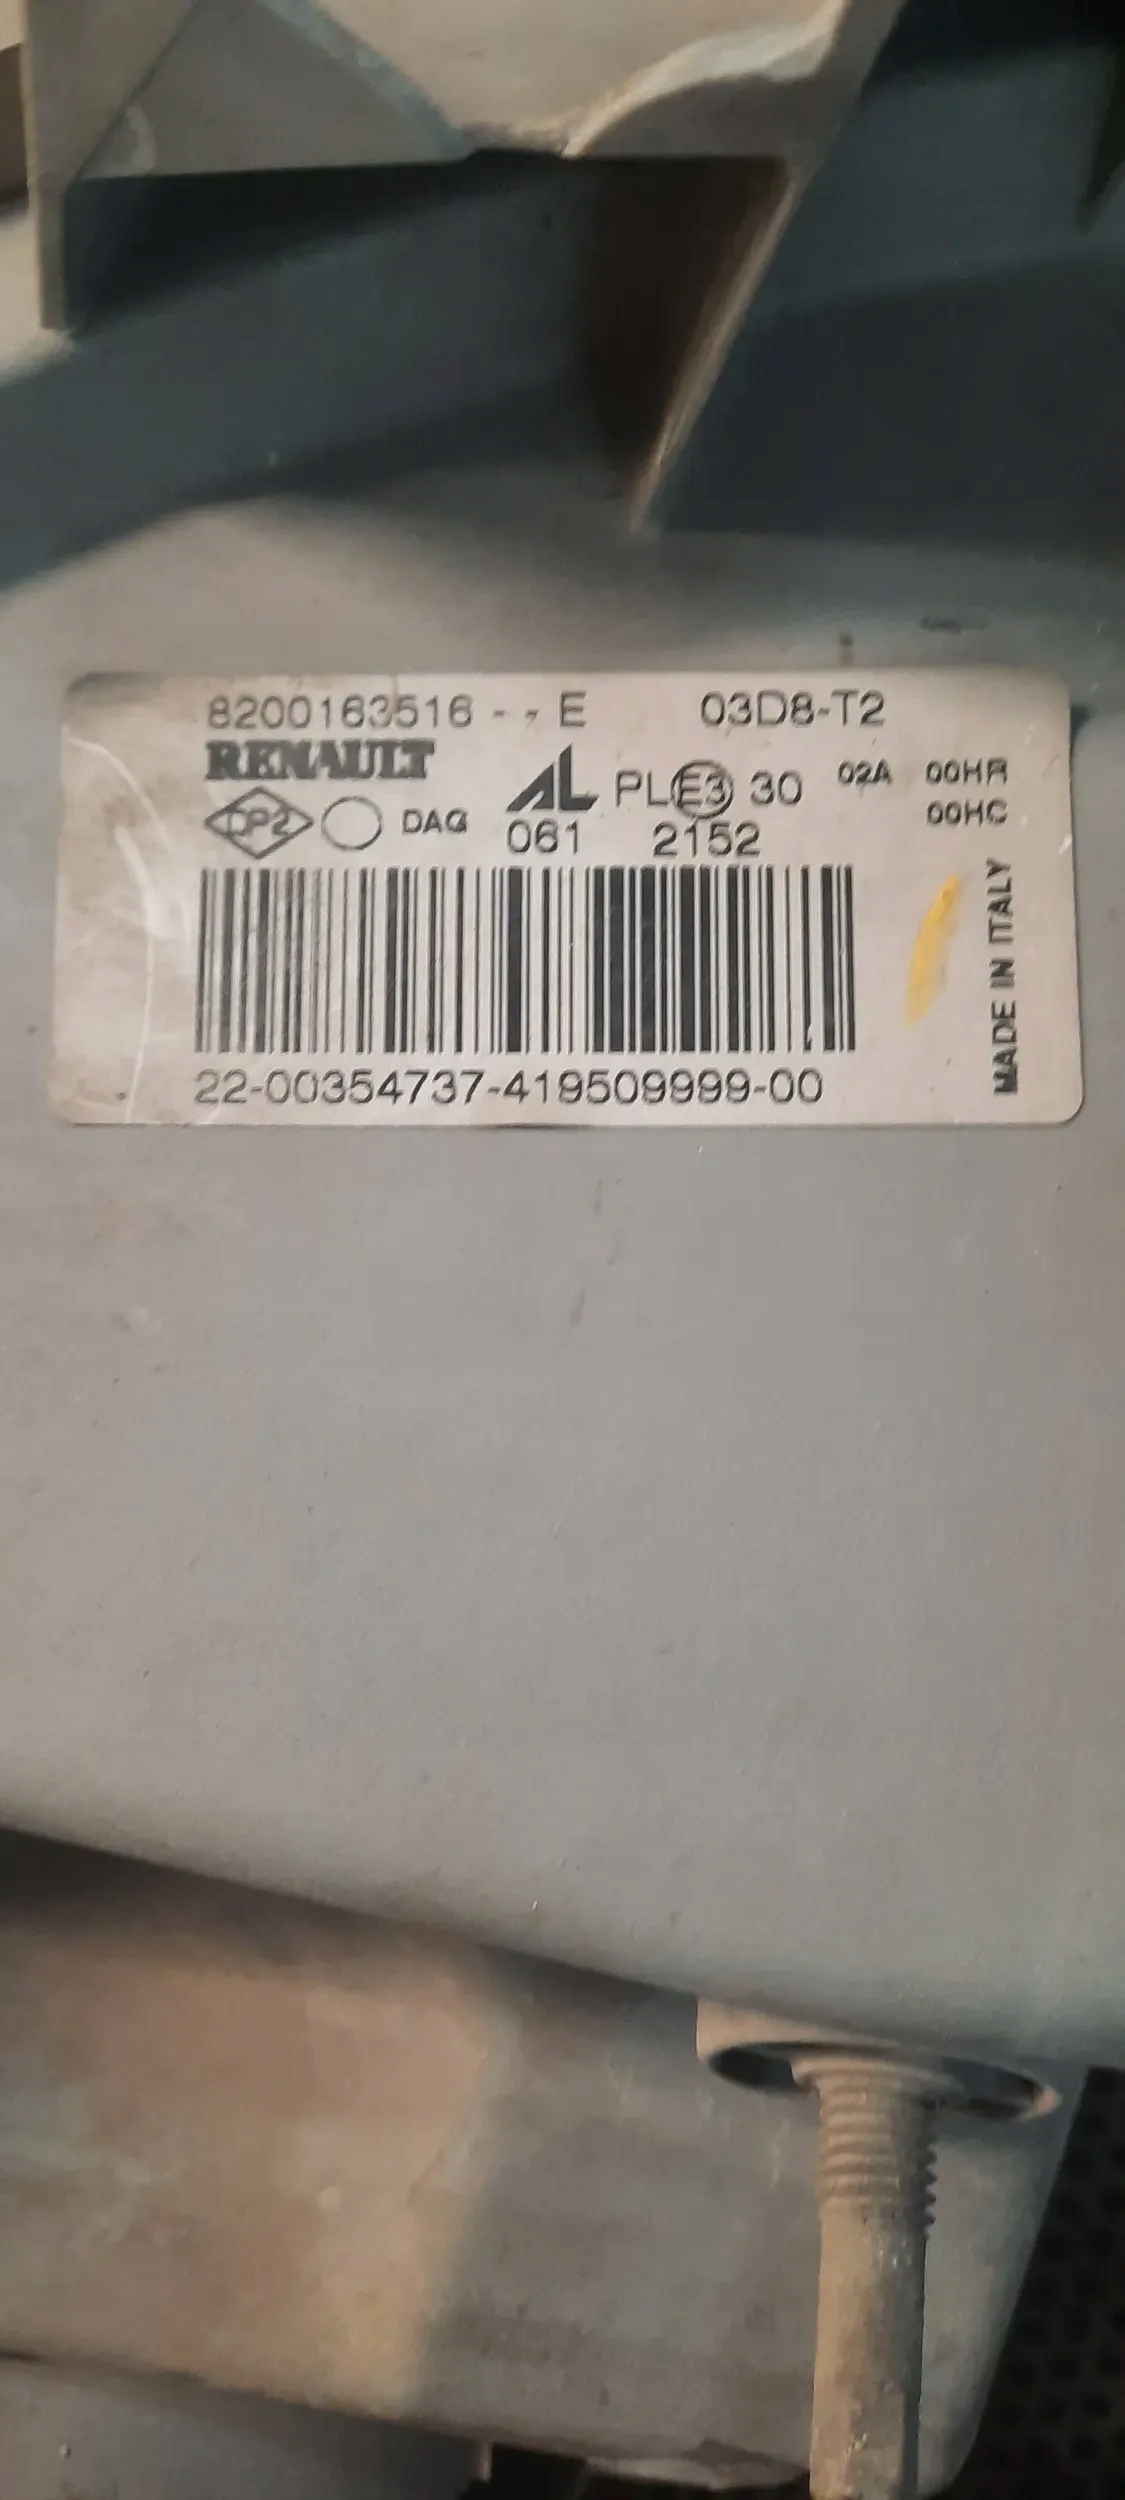 8200163516 - - E 03D8-T2
RENAULT
AL PL E3 30 02A 00HR
DP2 DAG 061 2152 00HC
22-00354737-419509999-00
MADE IN ITALY